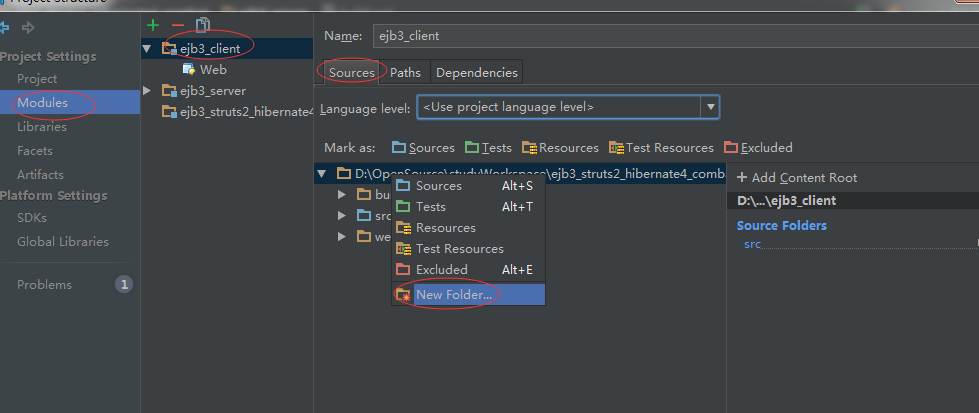 Project Structure
Project Settings
Project
Modules
Libraries
Facets
Artifacts
Platform Settings
SDKs
Global Libraries
Problems
1
ejb3_client
Web
ejb3_server
ejb3_struts2_hibernate4
Name:
ejb3_client
Sources
Paths
Dependencies
Language level:
<Use project language level>
Mark as:
Sources
Tests
Resources
Test Resources
Excluded
D:\OpenSource\studyWorkspace\ejb3_struts2_hibernate4_comb
bu
src
we
Sources Alt+S
Tests Alt+T
Resources
Test Resources
Excluded Alt+E
New Folder...
+ Add Content Root
D:\...\ejb3_client
Source Folders
src